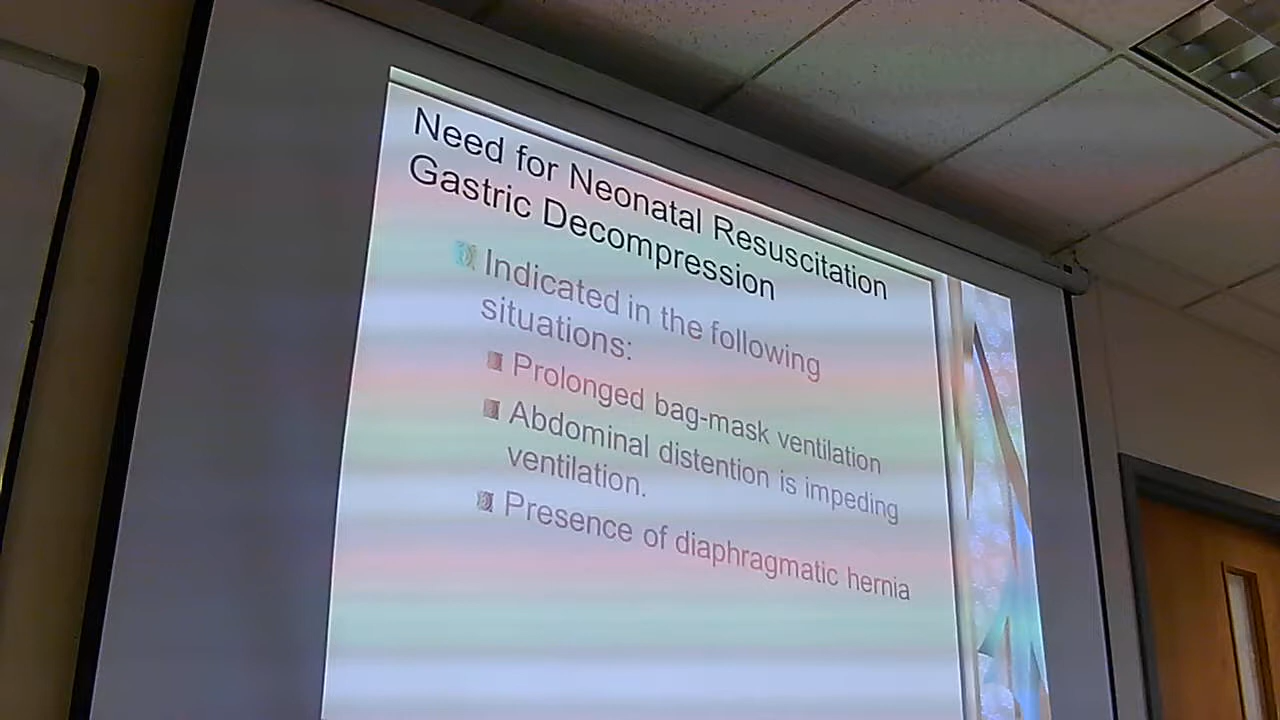 Need for Neonatal Resuscitation
Gastric Decompression
Indicated in the following
situations:
Prolonged bag-mask ventilation
Abdominal distention is impeding
ventilation.
Presence of diaphragmatic hernia